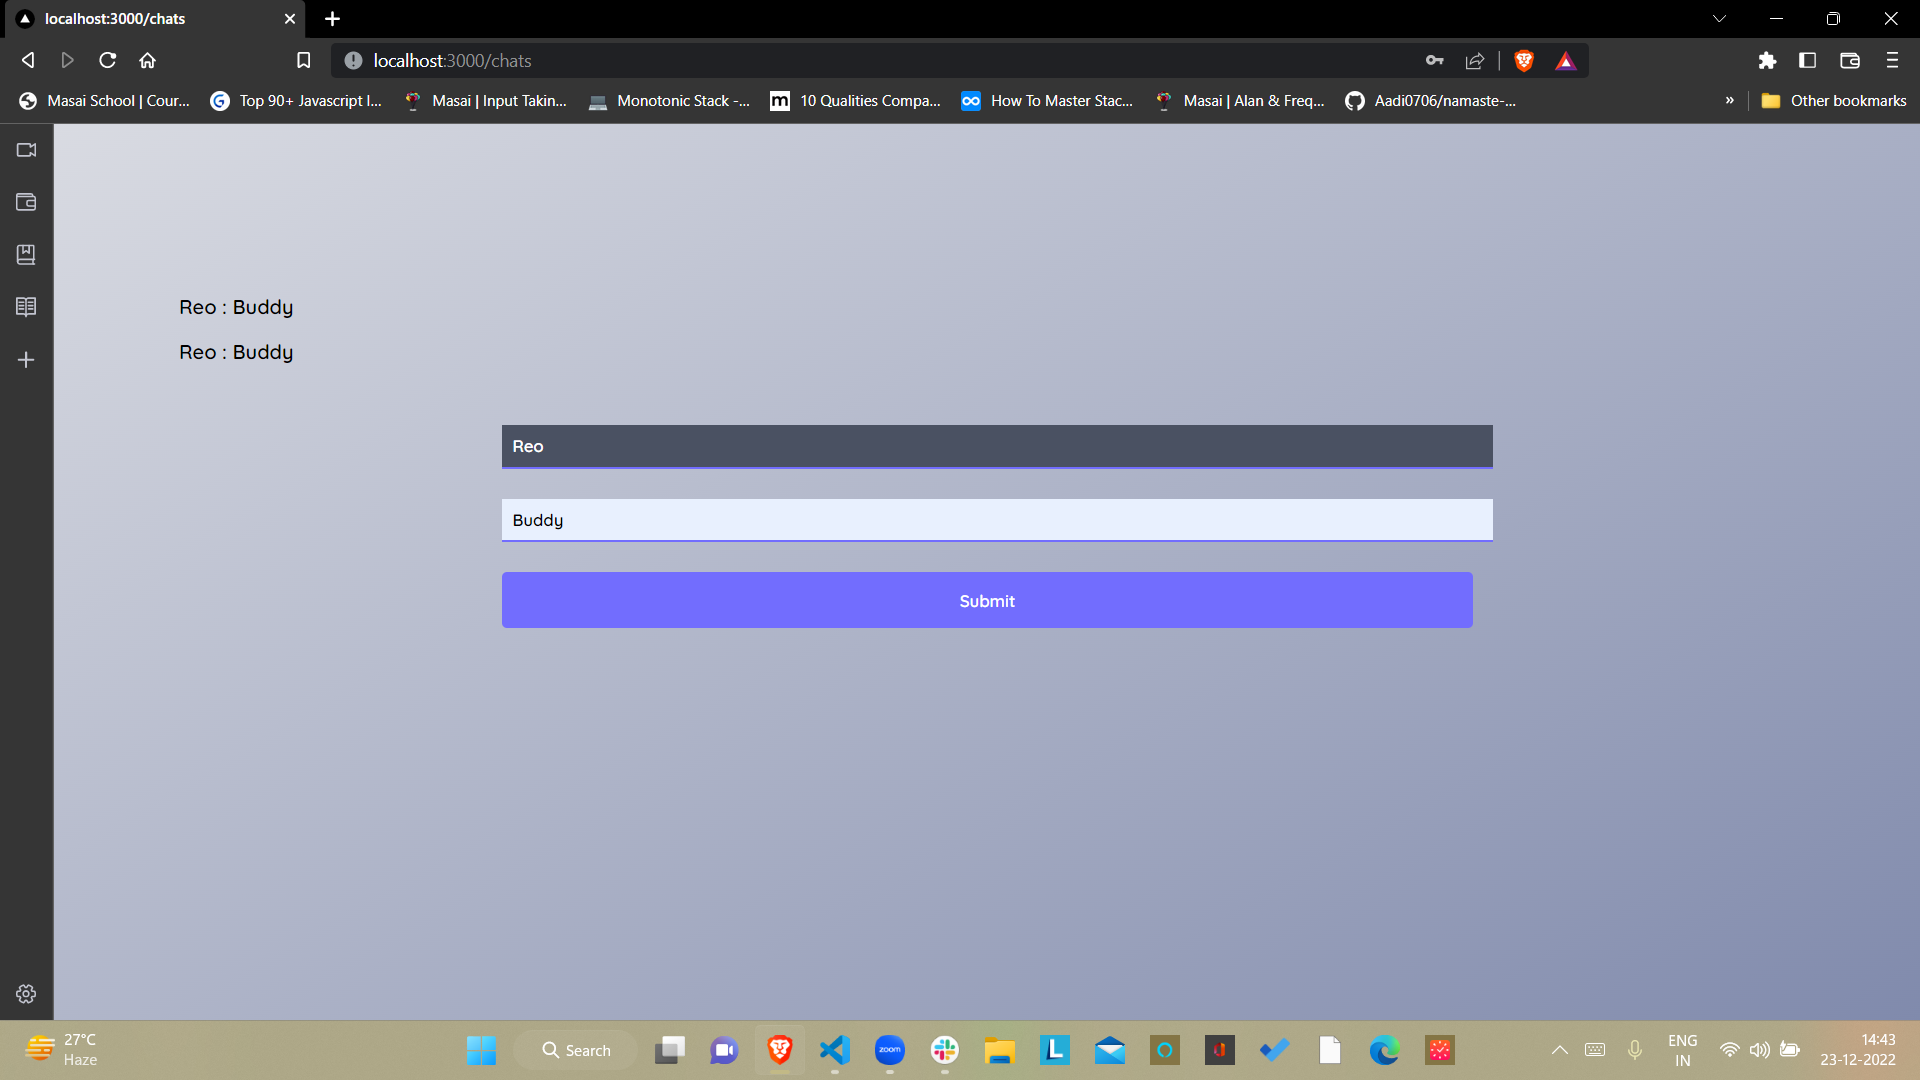 localhost:3000/chats
localhost:3000/chats
Masai School | Cour... Top 90+ Javascript I... Masai | Input Takin... Monotonic Stack -... 10 Qualities Compa... How To Master Stac... Masai | Alan & Freq... Aadi0706/namaste-... » Other bookmarks
Reo : Buddy
Reo : Buddy
Reo
Buddy
Submit
27°C
Haze
Search
zoom
L
ENG
IN
14:43
23-12-2022